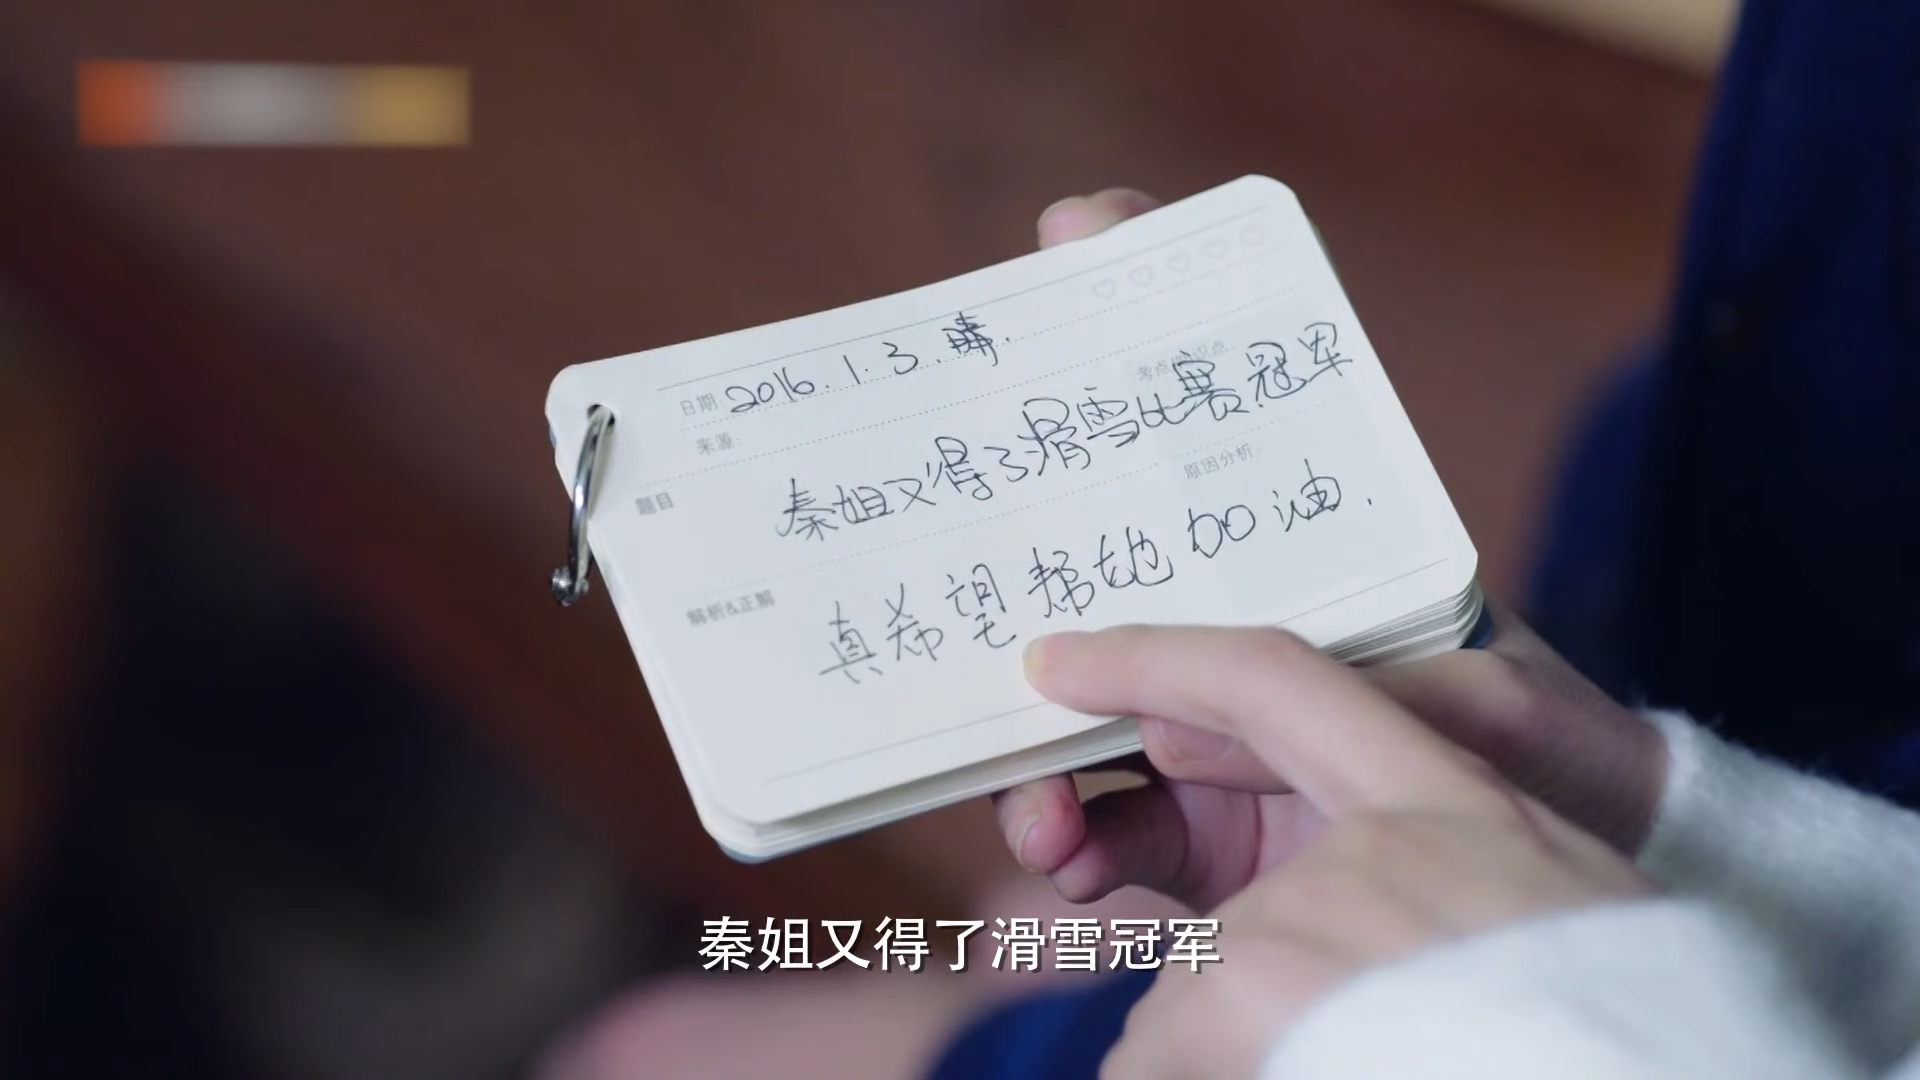 日期: 2016.1.3.晴.
来源:
考点/知识点:
题目
秦姐又得了滑雪比赛冠军
原因分析:
解析&正解
真希望帮她加油.
秦姐又得了滑雪冠军